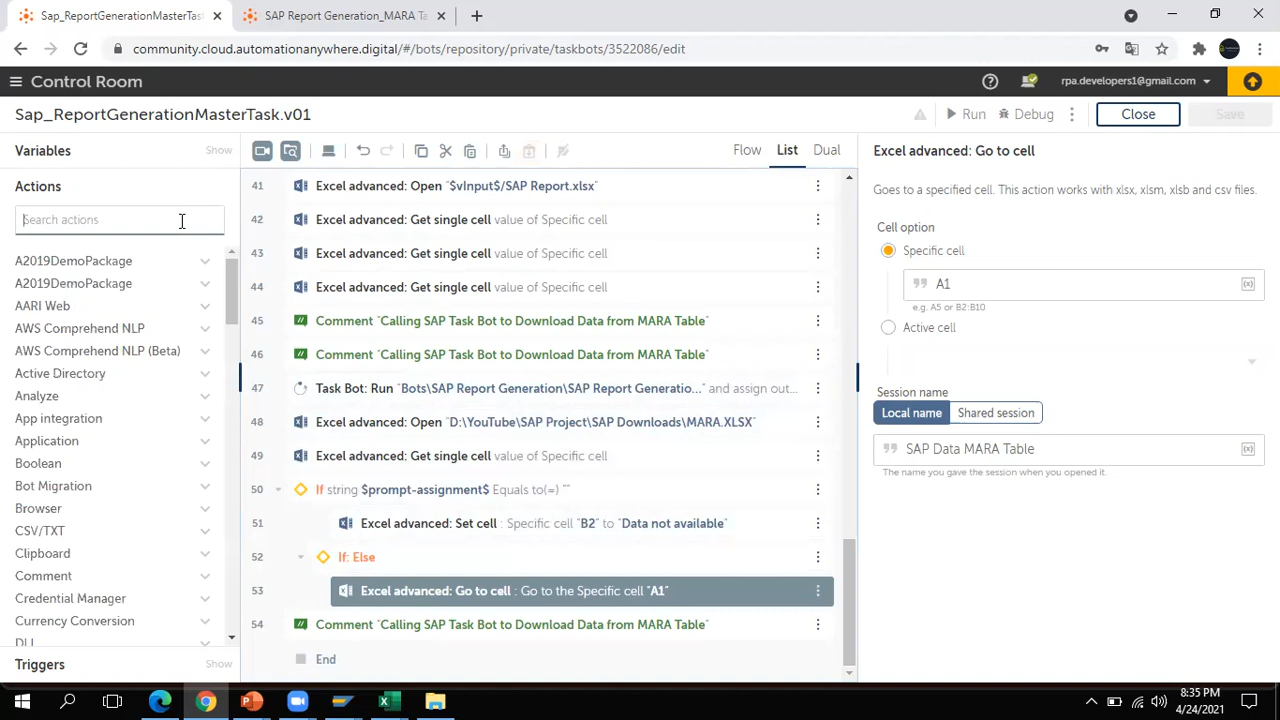 Sap_ReportGenerationMasterTask
SAP Report Generation_MARA T
community.cloud.automationanywhere.digital/#/bots/repository/private/taskbots/3522086/edit
Control Room
rpa.developers1@gmail.com
Sap_ReportGenerationMasterTask.v01
Run
Debug
Close
Save
Variables
Show
Flow
List
Dual
Excel advanced: Go to cell
Actions
Search actions
A2019DemoPackage
A2019DemoPackage
AARI Web
AWS Comprehend NLP
AWS Comprehend NLP (Beta)
Active Directory
Analyze
App integration
Application
Boolean
Bot Migration
Browser
CSV/TXT
Clipboard
Comment
Credential Manager
Currency Conversion
DLL
Triggers
Show
41 Excel advanced: Open "$vInput$/SAP Report.xlsx"
42 Excel advanced: Get single cell value of Specific cell
43 Excel advanced: Get single cell value of Specific cell
44 Excel advanced: Get single cell value of Specific cell
45 Comment "Calling SAP Task Bot to Download Data from MARA Table"
46 Comment "Calling SAP Task Bot to Download Data from MARA Table"
47 Task Bot: Run "Bots\SAP Report Generation\SAP Report Generatio..." and assign out...
48 Excel advanced: Open "D:\YouTube\SAP Project\SAP Downloads\MARA.XLSX"
49 Excel advanced: Get single cell value of Specific cell
50 If string $prompt-assignment$ Equals to(=) ""
51 Excel advanced: Set cell : Specific cell "B2" to "Data not available"
52 If: Else
53 Excel advanced: Go to cell : Go to the Specific cell "A1"
54 Comment "Calling SAP Task Bot to Download Data from MARA Table"
End
Goes to a specified cell. This action works with xlsx, xlsm, xlsb and csv files.
Cell option
Specific cell
A1
(x)
e.g. A5 or B2:B10
Active cell
Session name
Local name
Shared session
SAP Data MARA Table
(x)
The name you gave the session when you opened it.
8:35 PM
4/24/2021